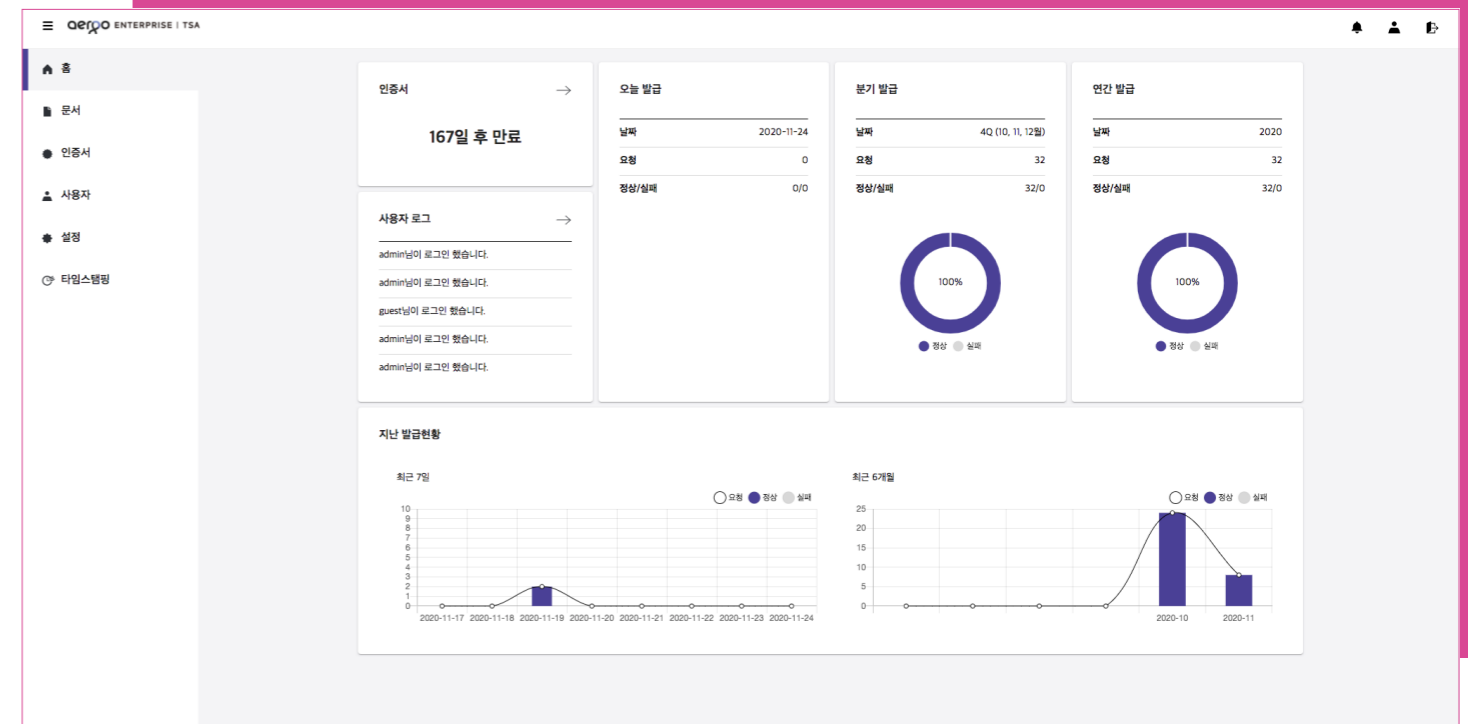 aergo ENTERPRISE | TSA
홈
문서
인증서
사용자
설정
타임스탬핑
인증서
167일 후 만료
사용자 로그
admin님이 로그인 했습니다.
admin님이 로그인 했습니다.
guest님이 로그인 했습니다.
admin님이 로그인 했습니다.
admin님이 로그인 했습니다.
오늘 발급
날짜 2020-11-24
요청 0
정상/실패 0/0
분기 발급
날짜 4Q (10, 11, 12월)
요청 32
정상/실패 32/0
100%
정상 실패
연간 발급
날짜 2020
요청 32
정상/실패 32/0
100%
정상 실패
지난 발급현황
최근 7일
요청 정상 실패
10
9
8
7
6
5
4
3
2
1
0
2020-11-17 2020-11-18 2020-11-19 2020-11-20 2020-11-21 2020-11-22 2020-11-23 2020-11-24
최근 6개월
요청 정상 실패
25
20
15
10
5
0
2020-10 2020-11